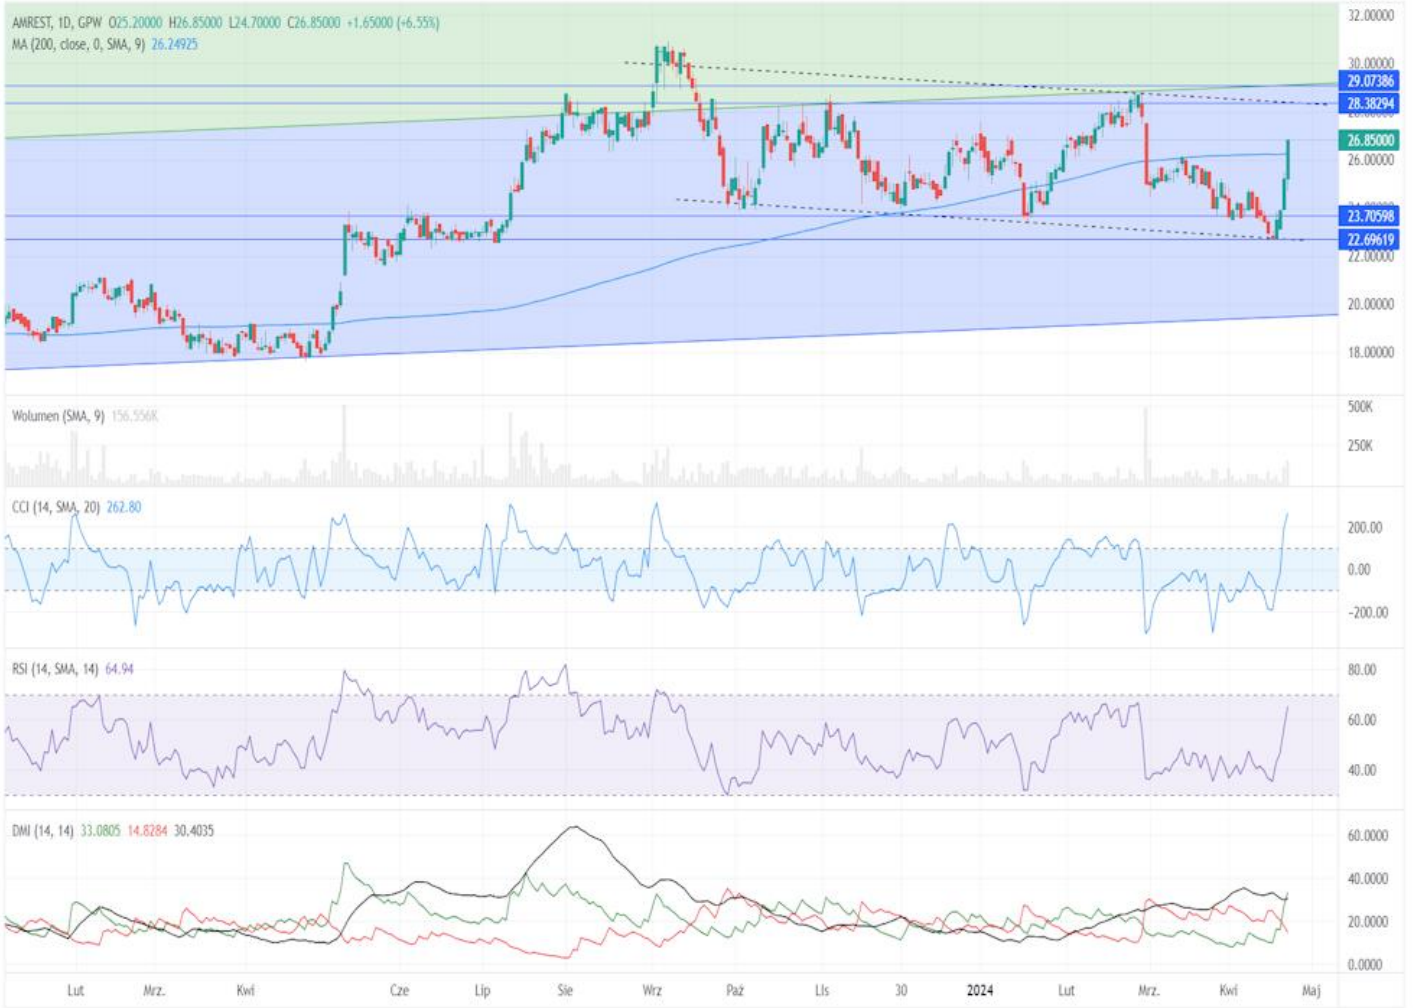 AMREST, 1D, GPW O25.20000 H26.85000 L24.70000 C26.85000 +1.65000 (+6.55%)
MA (200, close, 0, SMA, 9) 26.24925
32.00000
30.00000
29.07386
28.38294
26.85000
26.00000
23.70598
22.69619
22.00000
20.00000
18.00000
Wolumen (SMA, 9) 156.556K
500K
250K
CCI (14, SMA, 20) 262.80
200.00
0.00
−200.00
RSI (14, SMA, 14) 64.94
80.00
60.00
40.00
DMI (14, 14) 33.0805 14.8284 30.4035
60.0000
40.0000
20.0000
0.0000
Lut Mrz. Kwi Cze Lip Sie Wrz Paź Lis 30 2024 Lut Mrz. Kwi Maj